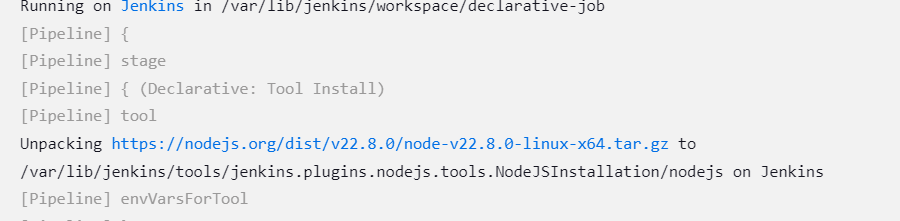 Running on Jenkins in /var/lib/jenkins/workspace/declarative-job
[Pipeline] {
[Pipeline] stage
[Pipeline] { (Declarative: Tool Install)
[Pipeline] tool
Unpacking https://nodejs.org/dist/v22.8.0/node-v22.8.0-linux-x64.tar.gz to
/var/lib/jenkins/tools/jenkins.plugins.nodejs.tools.NodeJSInstallation/nodejs on Jenkins
[Pipeline] envVarsForTool